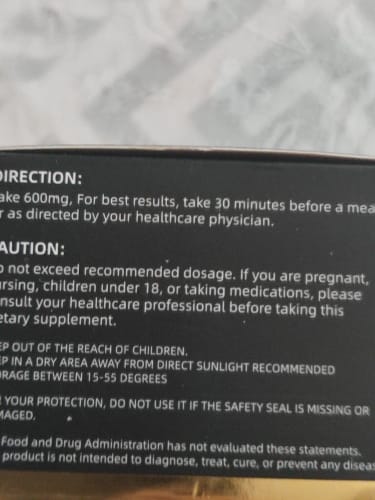 DIRECTION:
ake 600mg, For best results, take 30 minutes before a mea
r as directed by your healthcare physician.
AUTION:
o not exceed recommended dosage. If you are pregnant,
ursing, children under 18, or taking medications, please
nsult your healthcare professional before taking this
etary supplement.
EP OUT OF THE REACH OF CHILDREN.
EP IN A DRY AREA AWAY FROM DIRECT SUNLIGHT RECOMMENDED
ORAGE BETWEEN 15-55 DEGREES
YOUR PROTECTION, DO NOT USE IT IF THE SAFETY SEAL IS MISSING OR
MAGED.
Food and Drug Administration has not evaluated these statements.
product is not intended to diagnose, treat, cure, or prevent any diseas